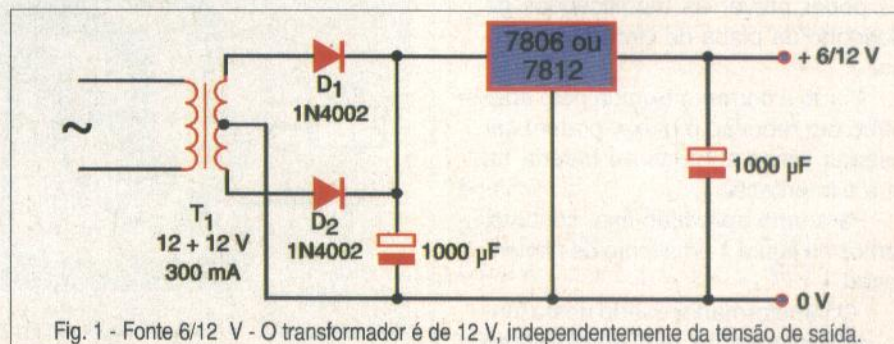 7806 ou
7812
+ 6/12 V
D1
1N4002
~
1000 µF
T1
12 + 12 V
300 mA
D2
1N4002
1000 µF
0 V
Fig. 1 - Fonte 6/12 V - O transformador é de 12 V, independentemente da tensão de saída.